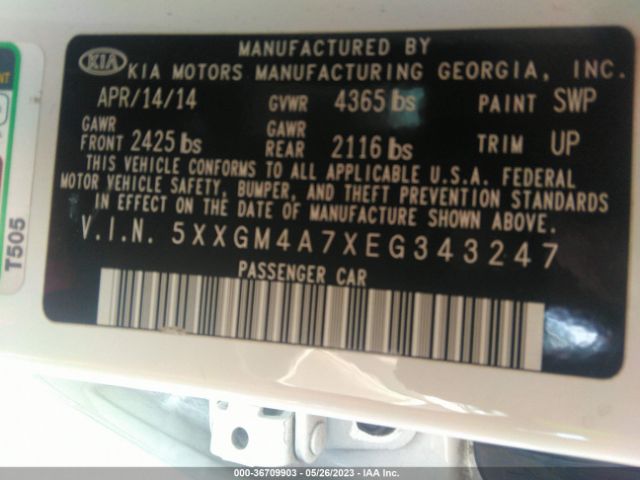 MANUFACTURED BY
KIA KIA MOTORS MANUFACTURING GEORGIA, INC.
APR/14/14 GVWR 4365 lbs PAINT SWP
GAWR FRONT 2425 lbs GAWR REAR 2116 lbs TRIM UP
THIS VEHICLE CONFORMS TO ALL APPLICABLE U.S.A. FEDERAL
MOTOR VEHICLE SAFETY, BUMPER, AND THEFT PREVENTION STANDARDS
IN EFFECT ON THE DATE OF MANUFACTURE SHOWN ABOVE.
V.I.N. 5XXGM4A7XEG343247
PASSENGER CAR
T505
000-36709903 - 05/26/2023 - IAA Inc.